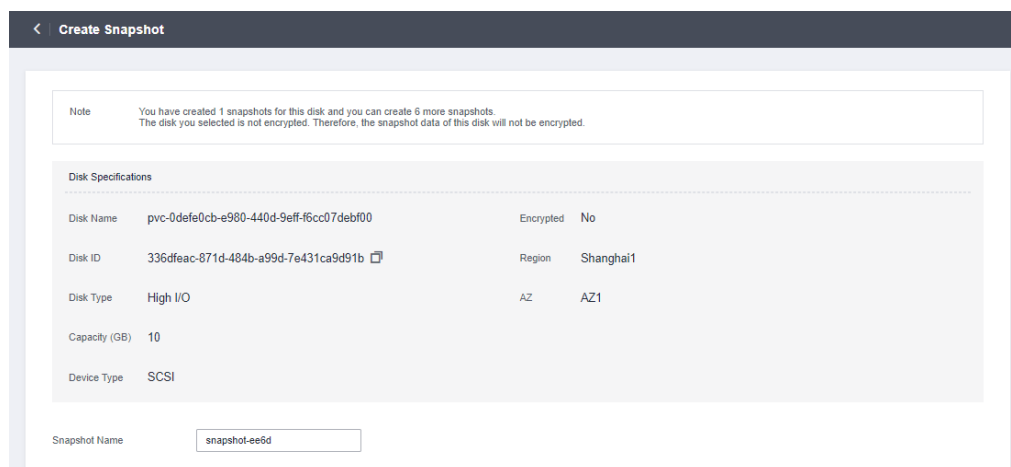 Create Snapshot
Note You have created 1 snapshots for this disk and you can create 6 more snapshots.
The disk you selected is not encrypted. Therefore, the snapshot data of this disk will not be encrypted.
Disk Specifications
Disk Name pvc-0defe0cb-e980-440d-9eff-f6cc07debf00 Encrypted No
Disk ID 336dfeac-871d-484b-a99d-7e431ca9d91b Region Shanghai1
Disk Type High I/O AZ AZ1
Capacity (GB) 10
Device Type SCSI
Snapshot Name snapshot-ee6d